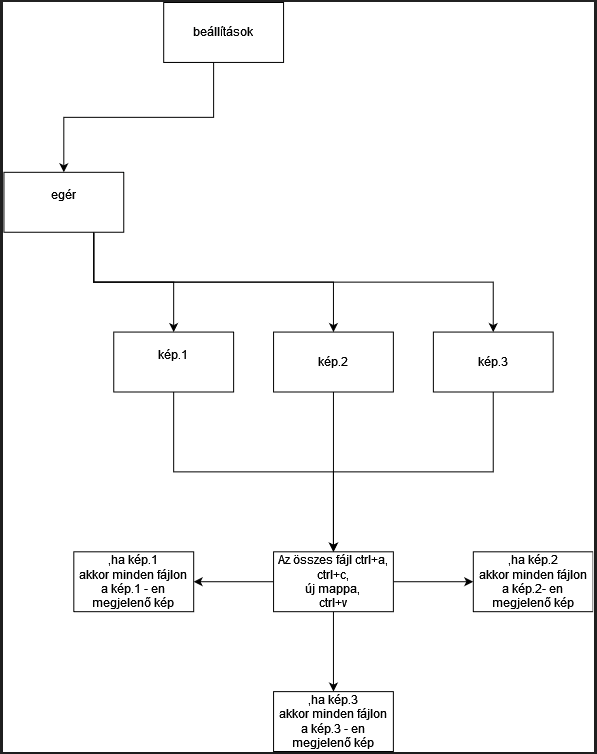 beállítások
egér
kép.1
kép.2
kép.3
,ha kép.1
akkor minden fájlon
a kép.1 - en
megjelenő kép
Az összes fájl ctrl+a,
ctrl+c,
új mappa,
ctrl+v
,ha kép.2
akkor minden fájlon
a kép.2- en
megjelenő kép
,ha kép.3
akkor minden fájlon
a kép.3 - en
megjelenő kép